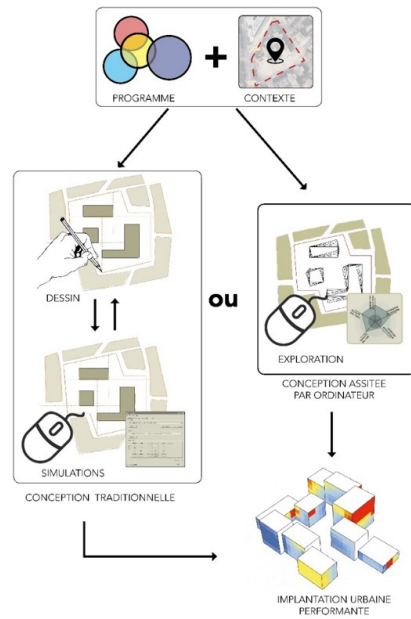 PROGRAMME
+
CONTEXTE
DESSIN
ou
SIMULATIONS
EXPLORATION
CONCEPTION ASSITEE
PAR ORDINATEUR
CONCEPTION TRADITIONNELLE
IMPLANTATION URBAINE
PERFORMANTE